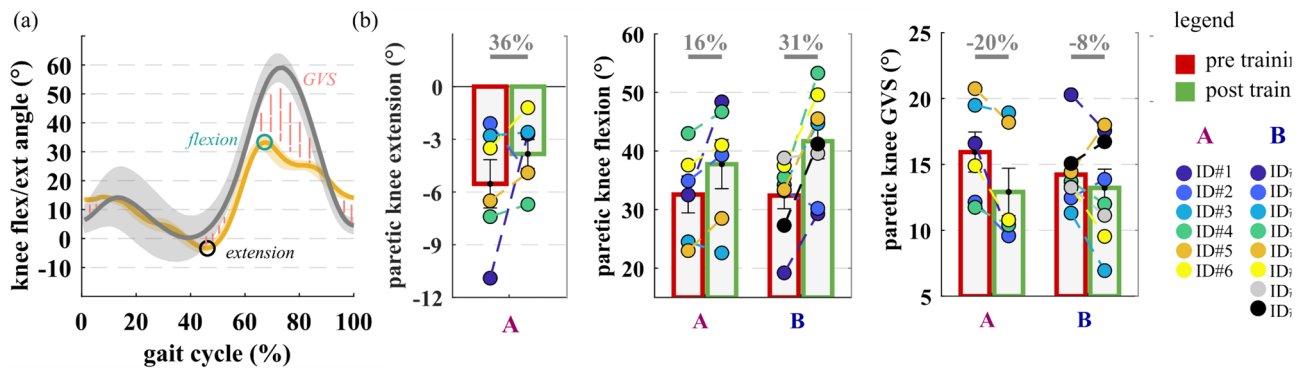 (a)
knee flex/ext angle (°)
60
50
40
30
20
10
0
-10
GVS
flexion
extension
0
20
40
60
80
100
gait cycle (%)
(b)
paretic knee extension (°)
36%
0
-3
-6
-9
-12
A
paretic knee flexion (°)
60
50
40
30
20
16%
31%
A
B
paretic knee GVS (°)
25
20
15
10
5
-20%
-8%
A
B
legend
pre traini
post train
A
B
ID#1
ID#2
ID#3
ID#4
ID#5
ID#6